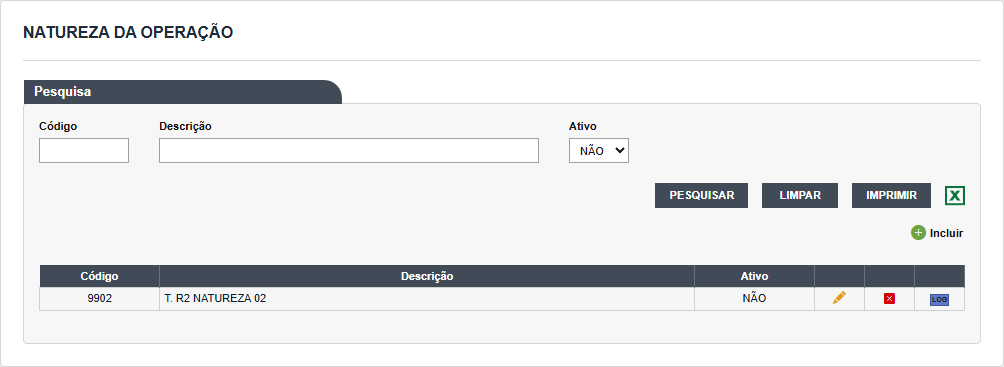 NATUREZA DA OPERAÇÃO
Pesquisa
Código Descrição Ativo
NÃO
PESQUISAR LIMPAR IMPRIMIR
Incluir
Código Descrição Ativo
9902 T. R2 NATUREZA 02 NÃO LOG